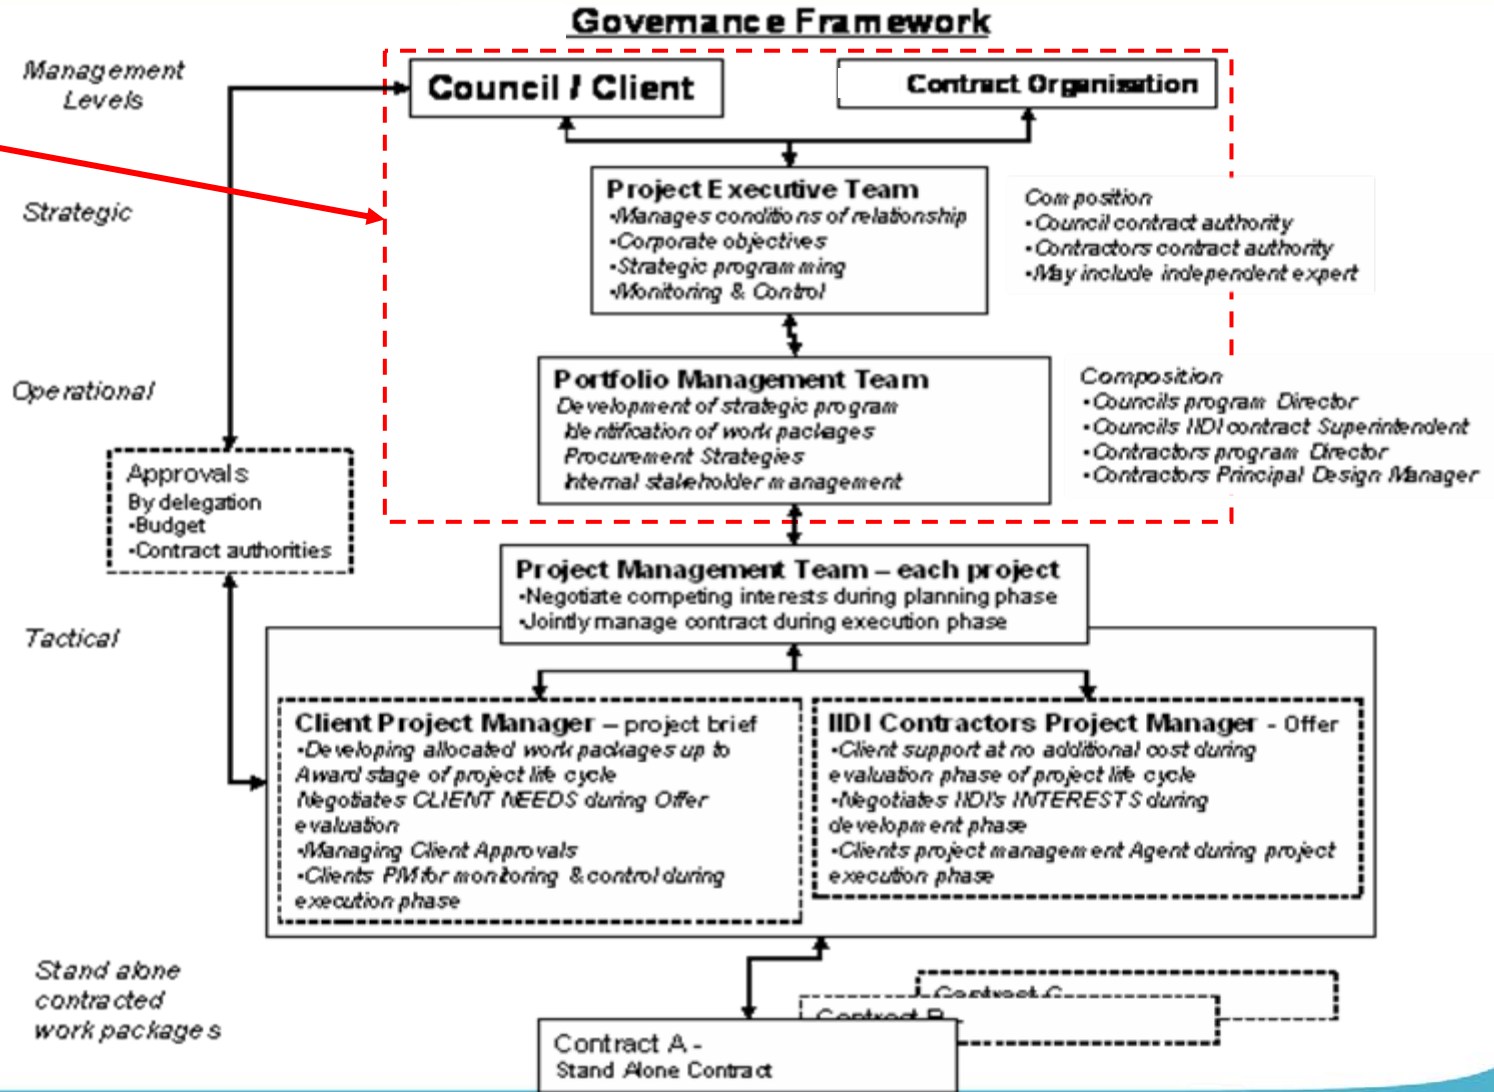 Governance Framework
Management
Levels
Council / Client
Contract Organisation
Strategic
Project Executive Team
•Manages conditions of relationship
•Corporate objectives
•Strategic programming
•Monitoring & Control
Composition
•Council contract authority
•Contractors contract authority
•May include independent expert
Operational
Portfolio Management Team
Development of strategic program
Identification of work packages
Procurement Strategies
Internal stakeholder management
Composition
•Councils program Director
•Councils IIDI contract Superintendent
•Contractors program Director
•Contractors Principal Design Manager
Approvals
By delegation
•Budget
•Contract authorities
Project Management Team – each project
•Negotiate competing interests during planning phase
•Jointly manage contract during execution phase
Tactical
Client Project Manager – project brief
•Developing allocated work packages up to
Award stage of project life cycle
Negotiates CLIENT NEEDS during Offer
evaluation
•Managing Client Approvals
•Clients PM for monitoring & control during
execution phase
IIDI Contractors Project Manager - Offer
•Client support at no additional cost during
evaluation phase of project life cycle
•Negotiates IIDI's INTERESTS during
development phase
•Clients project management Agent during project
execution phase
Stand alone
contracted
work packages
Contract C
Contract B -
Contract A -
Stand Alone Contract